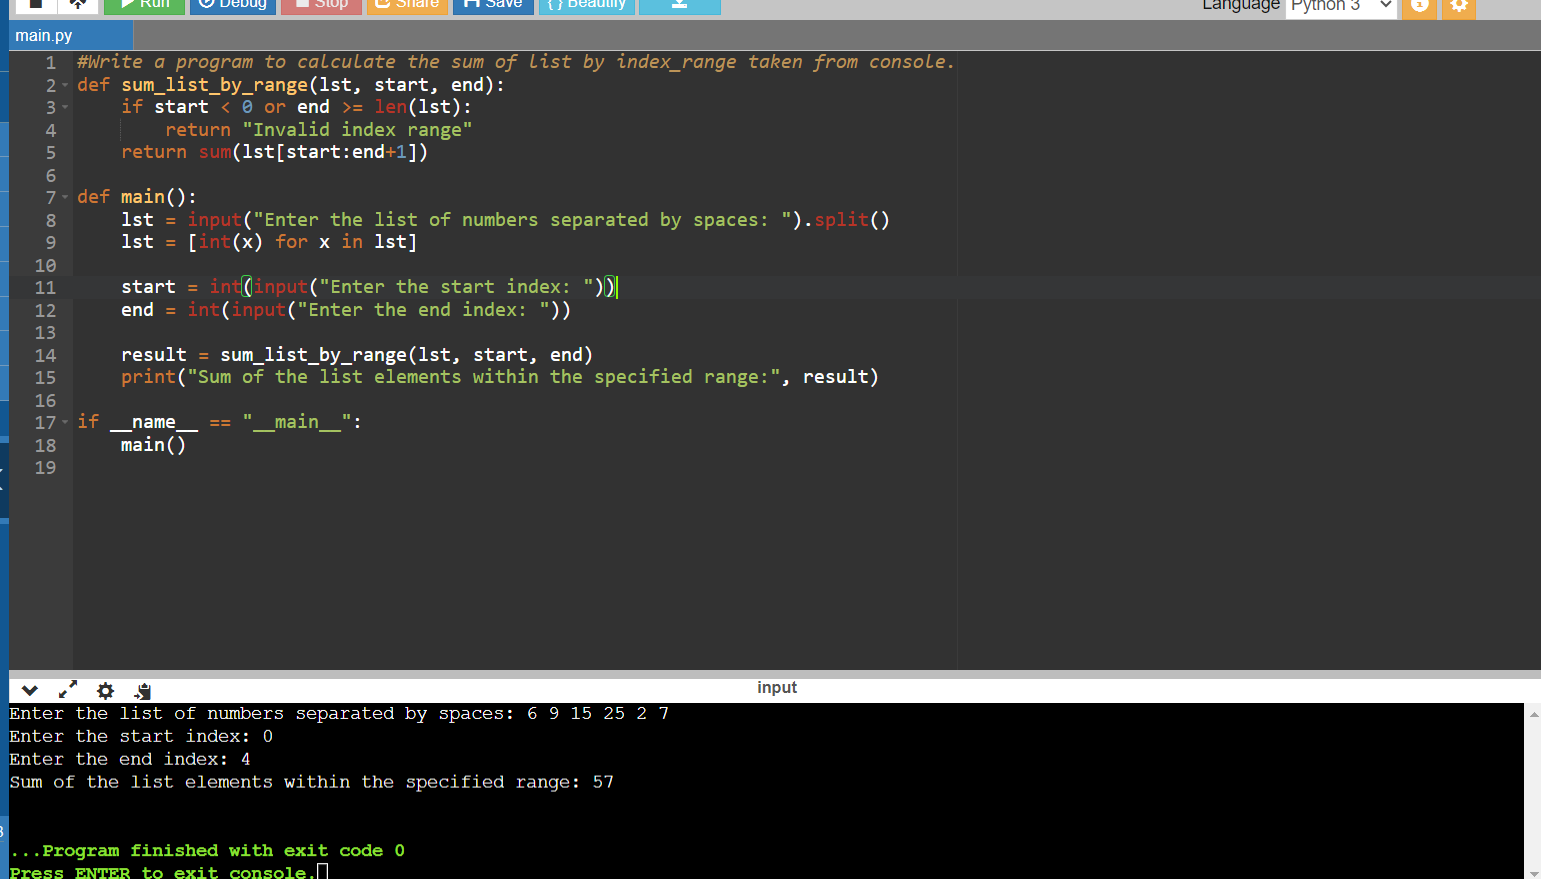 Run Debug Stop Share Save { } Beautify Language Python 3
main.py
1 #Write a program to calculate the sum of list by index_range taken from console.
2 def sum_list_by_range(lst, start, end):
3     if start < 0 or end >= len(lst):
4         return "Invalid index range"
5     return sum(lst[start:end+1])
6
7 def main():
8     lst = input("Enter the list of numbers separated by spaces: ").split()
9     lst = [int(x) for x in lst]
10
11     start = int(input("Enter the start index: "))
12     end = int(input("Enter the end index: "))
13
14     result = sum_list_by_range(lst, start, end)
15     print("Sum of the list elements within the specified range:", result)
16
17 if __name__ == "__main__":
18     main()
19
input
Enter the list of numbers separated by spaces: 6 9 15 25 2 7
Enter the start index: 0
Enter the end index: 4
Sum of the list elements within the specified range: 57
...Program finished with exit code 0
Press ENTER to exit console.